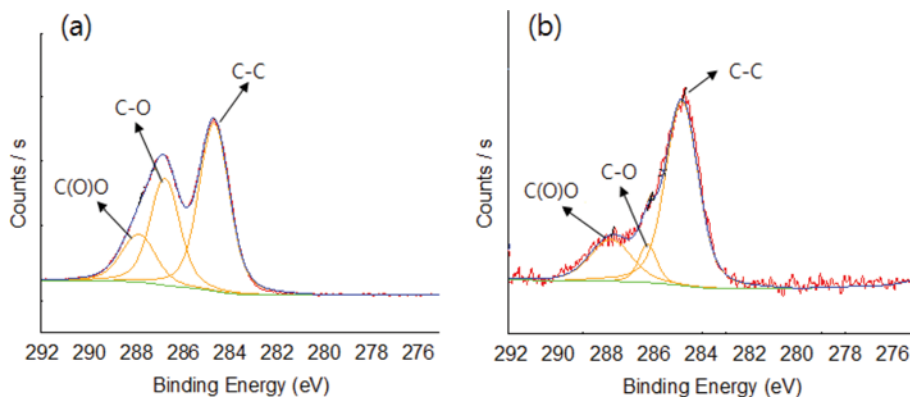 (a)
C-C
C-O
C(O)O
Counts / s
292 290 288 286 284 282 280 278 276
Binding Energy (eV)
(b)
C-C
C-O
C(O)O
Counts / s
292 290 288 286 284 282 280 278 276
Binding Energy (eV)